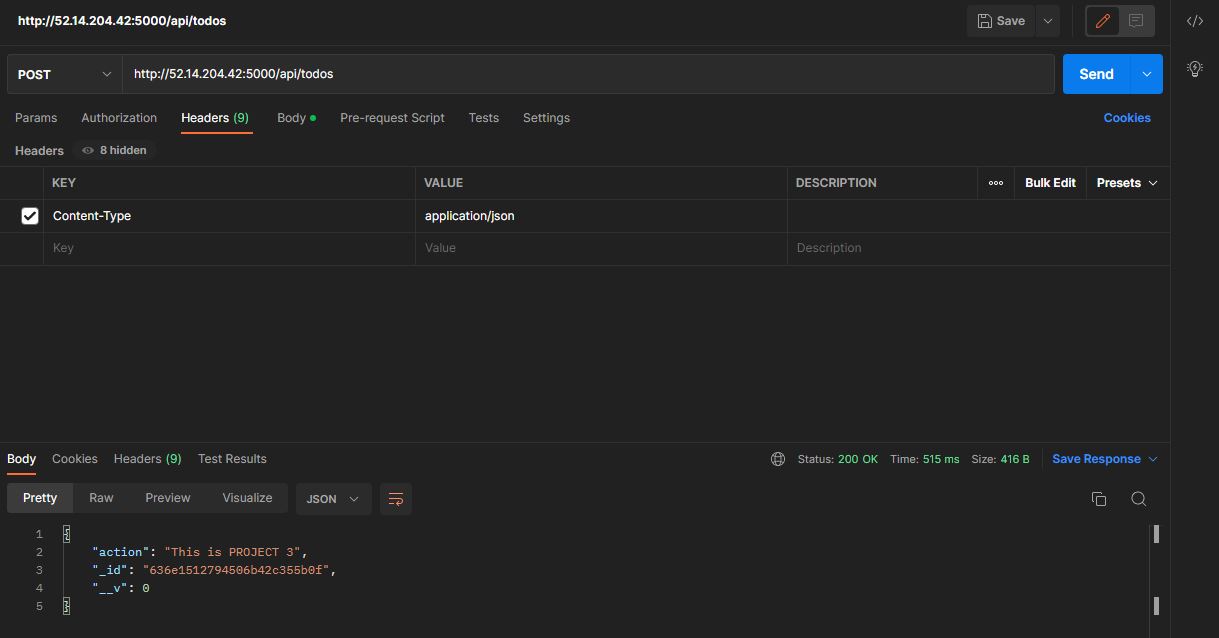 http://52.14.204.42:5000/api/todos Save
POST http://52.14.204.42:5000/api/todos Send
Params Authorization Headers (9) Body Pre-request Script Tests Settings Cookies
Headers 8 hidden
KEY VALUE DESCRIPTION ooo Bulk Edit Presets
Content-Type application/json
Key Value Description
Body Cookies Headers (9) Test Results Status: 200 OK Time: 515 ms Size: 416 B Save Response
Pretty Raw Preview Visualize JSON
1 {
2 "action": "This is PROJECT 3",
3 "_id": "636e1512794506b42c355b0f",
4 "__v": 0
5 }